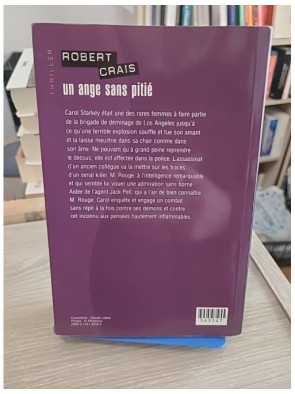 THRILLER
ROBERT
CRAIS
un ange sans pitié
Carol Starkey était une des rares femmes à faire partie
de la brigade de déminage de Los Angeles jusqu'à
ce qu'une terrible explosion souffle et tue son amant
et la laisse meurtrie dans sa chair comme dans
son âme. Ne pouvant qu'à grand peine reprendre
le dessus, elle est affectée dans la police. L'assassinat
d'un ancien collègue va la mettre sur les traces
d'un serial killer, M. Rouge, à l'intelligence remarquable
et qui semble lui vouer une admiration sans borne.
Aidée de l'agent Jack Pell, qui a l'air de bien connaître
M. Rouge, Carol enquête et engage un combat
sans répit à la fois contre ses démons et contre
cet inconnu aux pensées hautement inflammables.